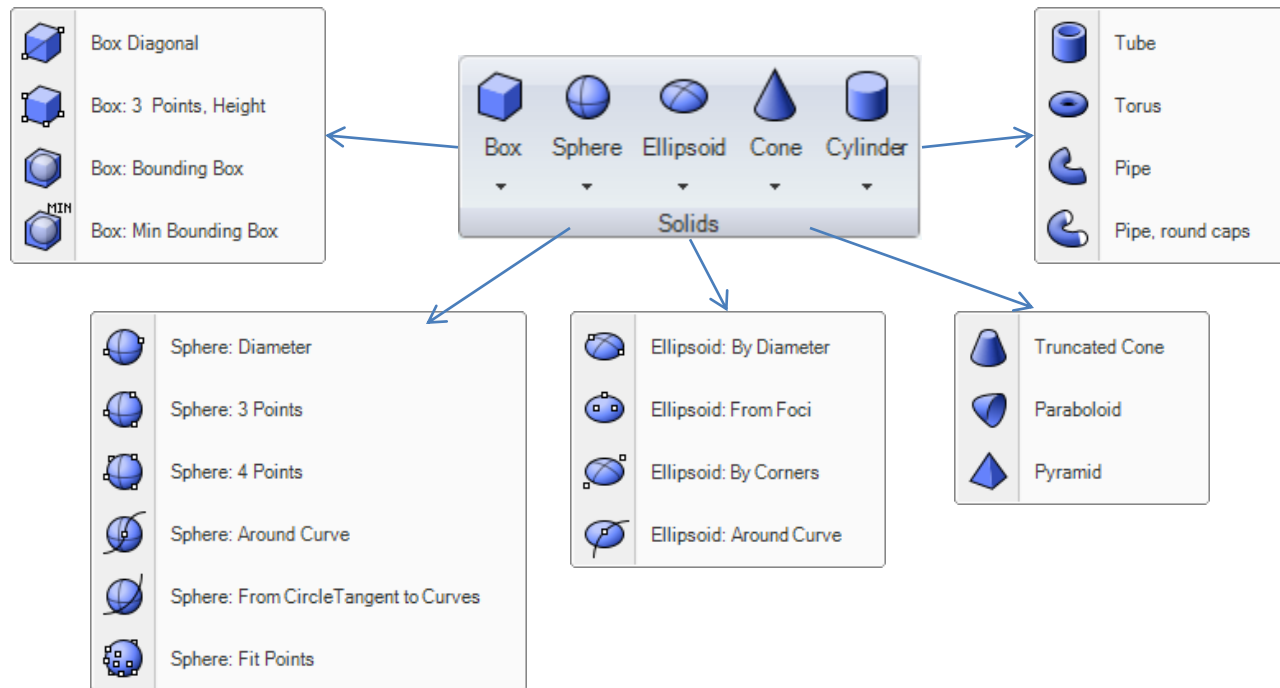 Box Diagonal
Box: 3 Points, Height
Box: Bounding Box
MIN
Box: Min Bounding Box
Box Sphere Ellipsoid Cone Cylinder
Solids
Tube
Torus
Pipe
Pipe, round caps
Sphere: Diameter
Sphere: 3 Points
Sphere: 4 Points
Sphere: Around Curve
Sphere: From CircleTangent to Curves
Sphere: Fit Points
Ellipsoid: By Diameter
Ellipsoid: From Foci
Ellipsoid: By Corners
Ellipsoid: Around Curve
Truncated Cone
Paraboloid
Pyramid